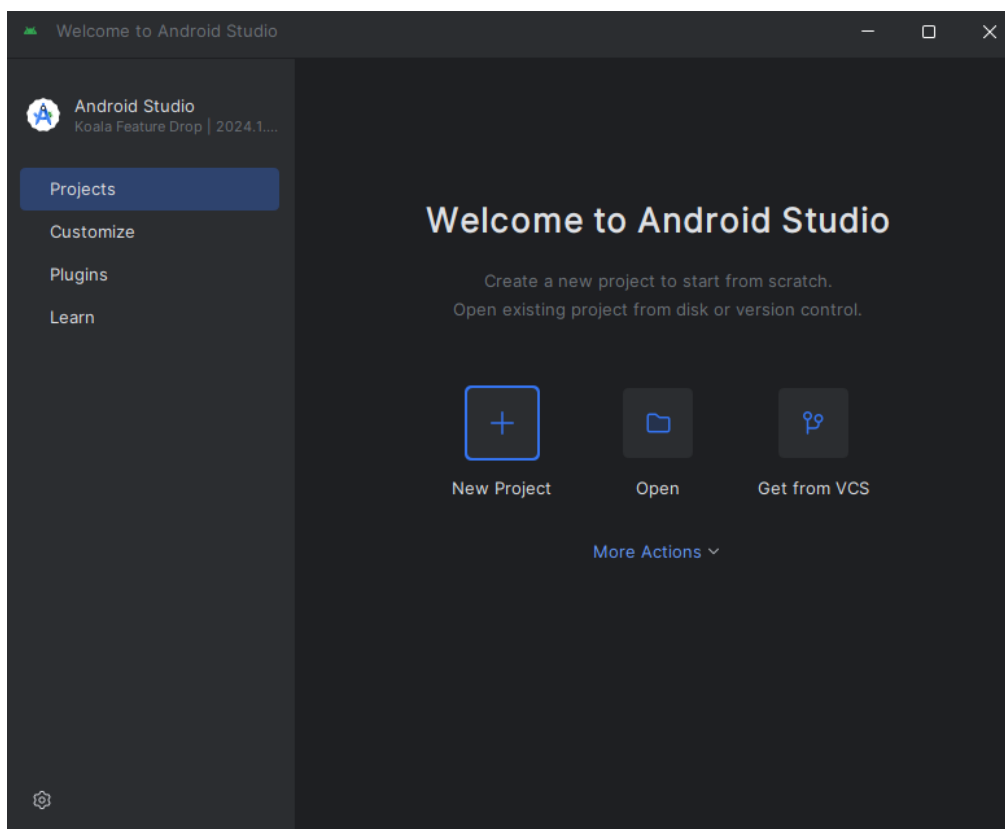 Welcome to Android Studio
Android Studio
Koala Feature Drop | 2024.1....
Projects
Customize
Plugins
Learn
Welcome to Android Studio
Create a new project to start from scratch.
Open existing project from disk or version control.
New Project
Open
Get from VCS
More Actions